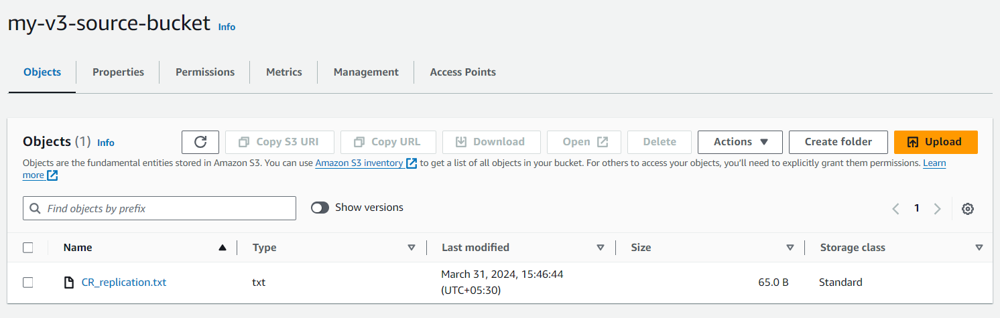 my-v3-source-bucket Info
Objects Properties Permissions Metrics Management Access Points
Objects (1) Info Copy S3 URI Copy URL Download Open Delete Actions Create folder Upload
Objects are the fundamental entities stored in Amazon S3. You can use Amazon S3 inventory to get a list of all objects in your bucket. For others to access your objects, you'll need to explicitly grant them permissions. Learn
more
Find objects by prefix Show versions 1
Name Type Last modified Size Storage class
CR_replication.txt txt March 31, 2024, 15:46:44 65.0 B Standard
(UTC+05:30)